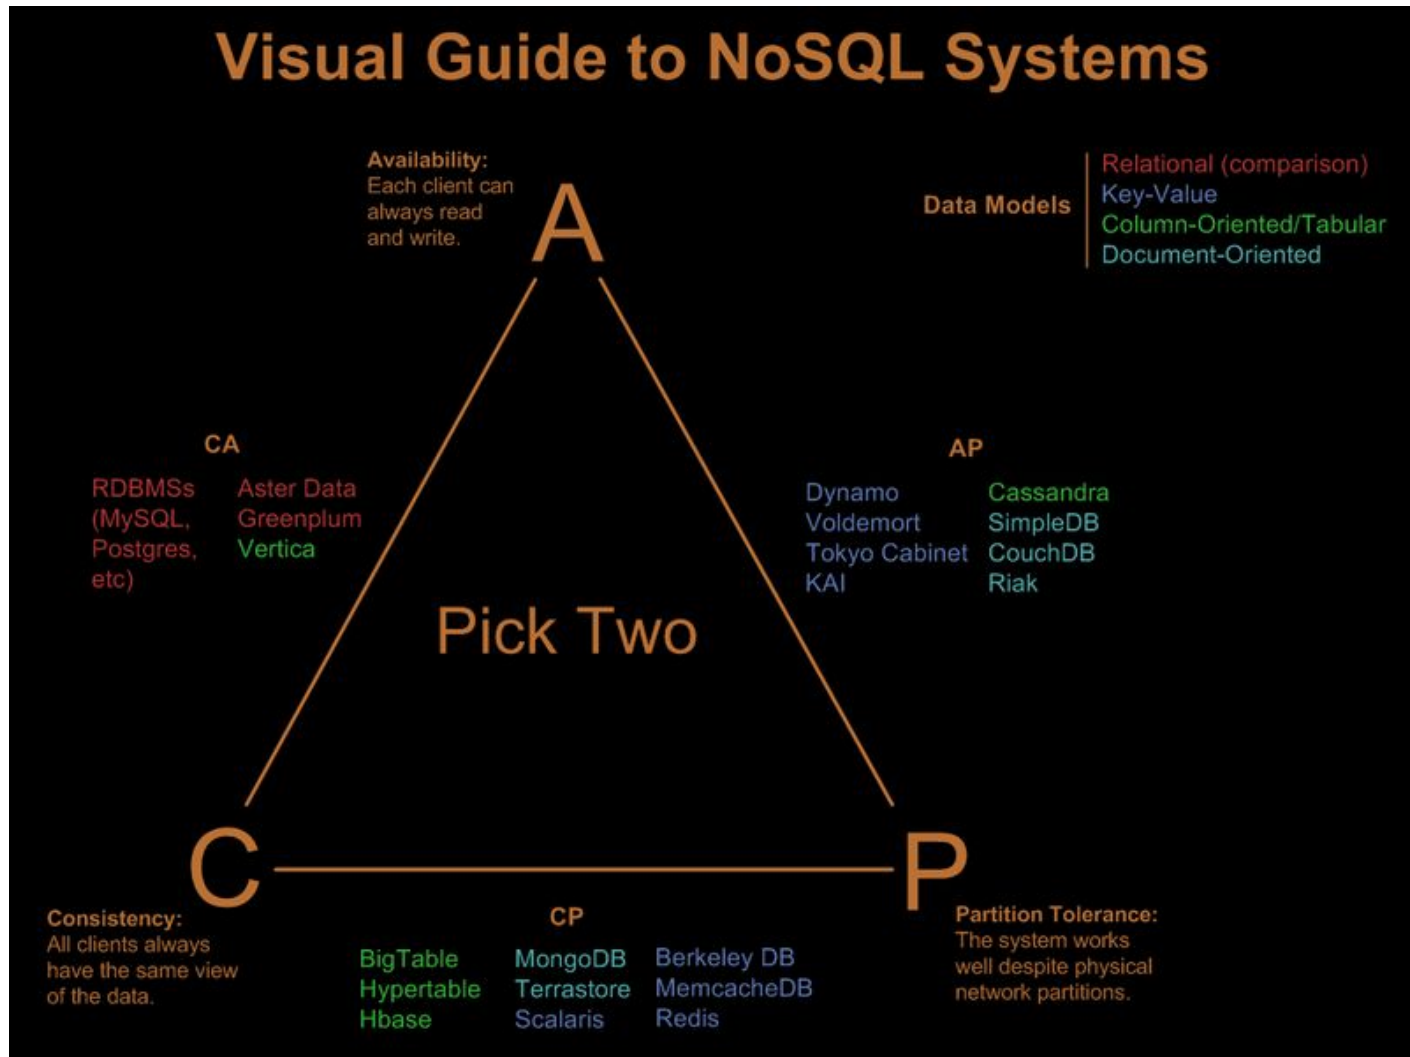 Visual Guide to NoSQL Systems
Availability:
Each client can
always read
and write.
A
Data Models
Relational (comparison)
Key-Value
Column-Oriented/Tabular
Document-Oriented
CA
RDBMSs
(MySQL,
Postgres,
etc)
Aster Data
Greenplum
Vertica
AP
Dynamo
Voldemort
Tokyo Cabinet
KAI
Cassandra
SimpleDB
CouchDB
Riak
Pick Two
C
P
Consistency:
All clients always
have the same view
of the data.
CP
BigTable
Hypertable
Hbase
MongoDB
Terrastore
Scalaris
Berkeley DB
MemcacheDB
Redis
Partition Tolerance:
The system works
well despite physical
network partitions.